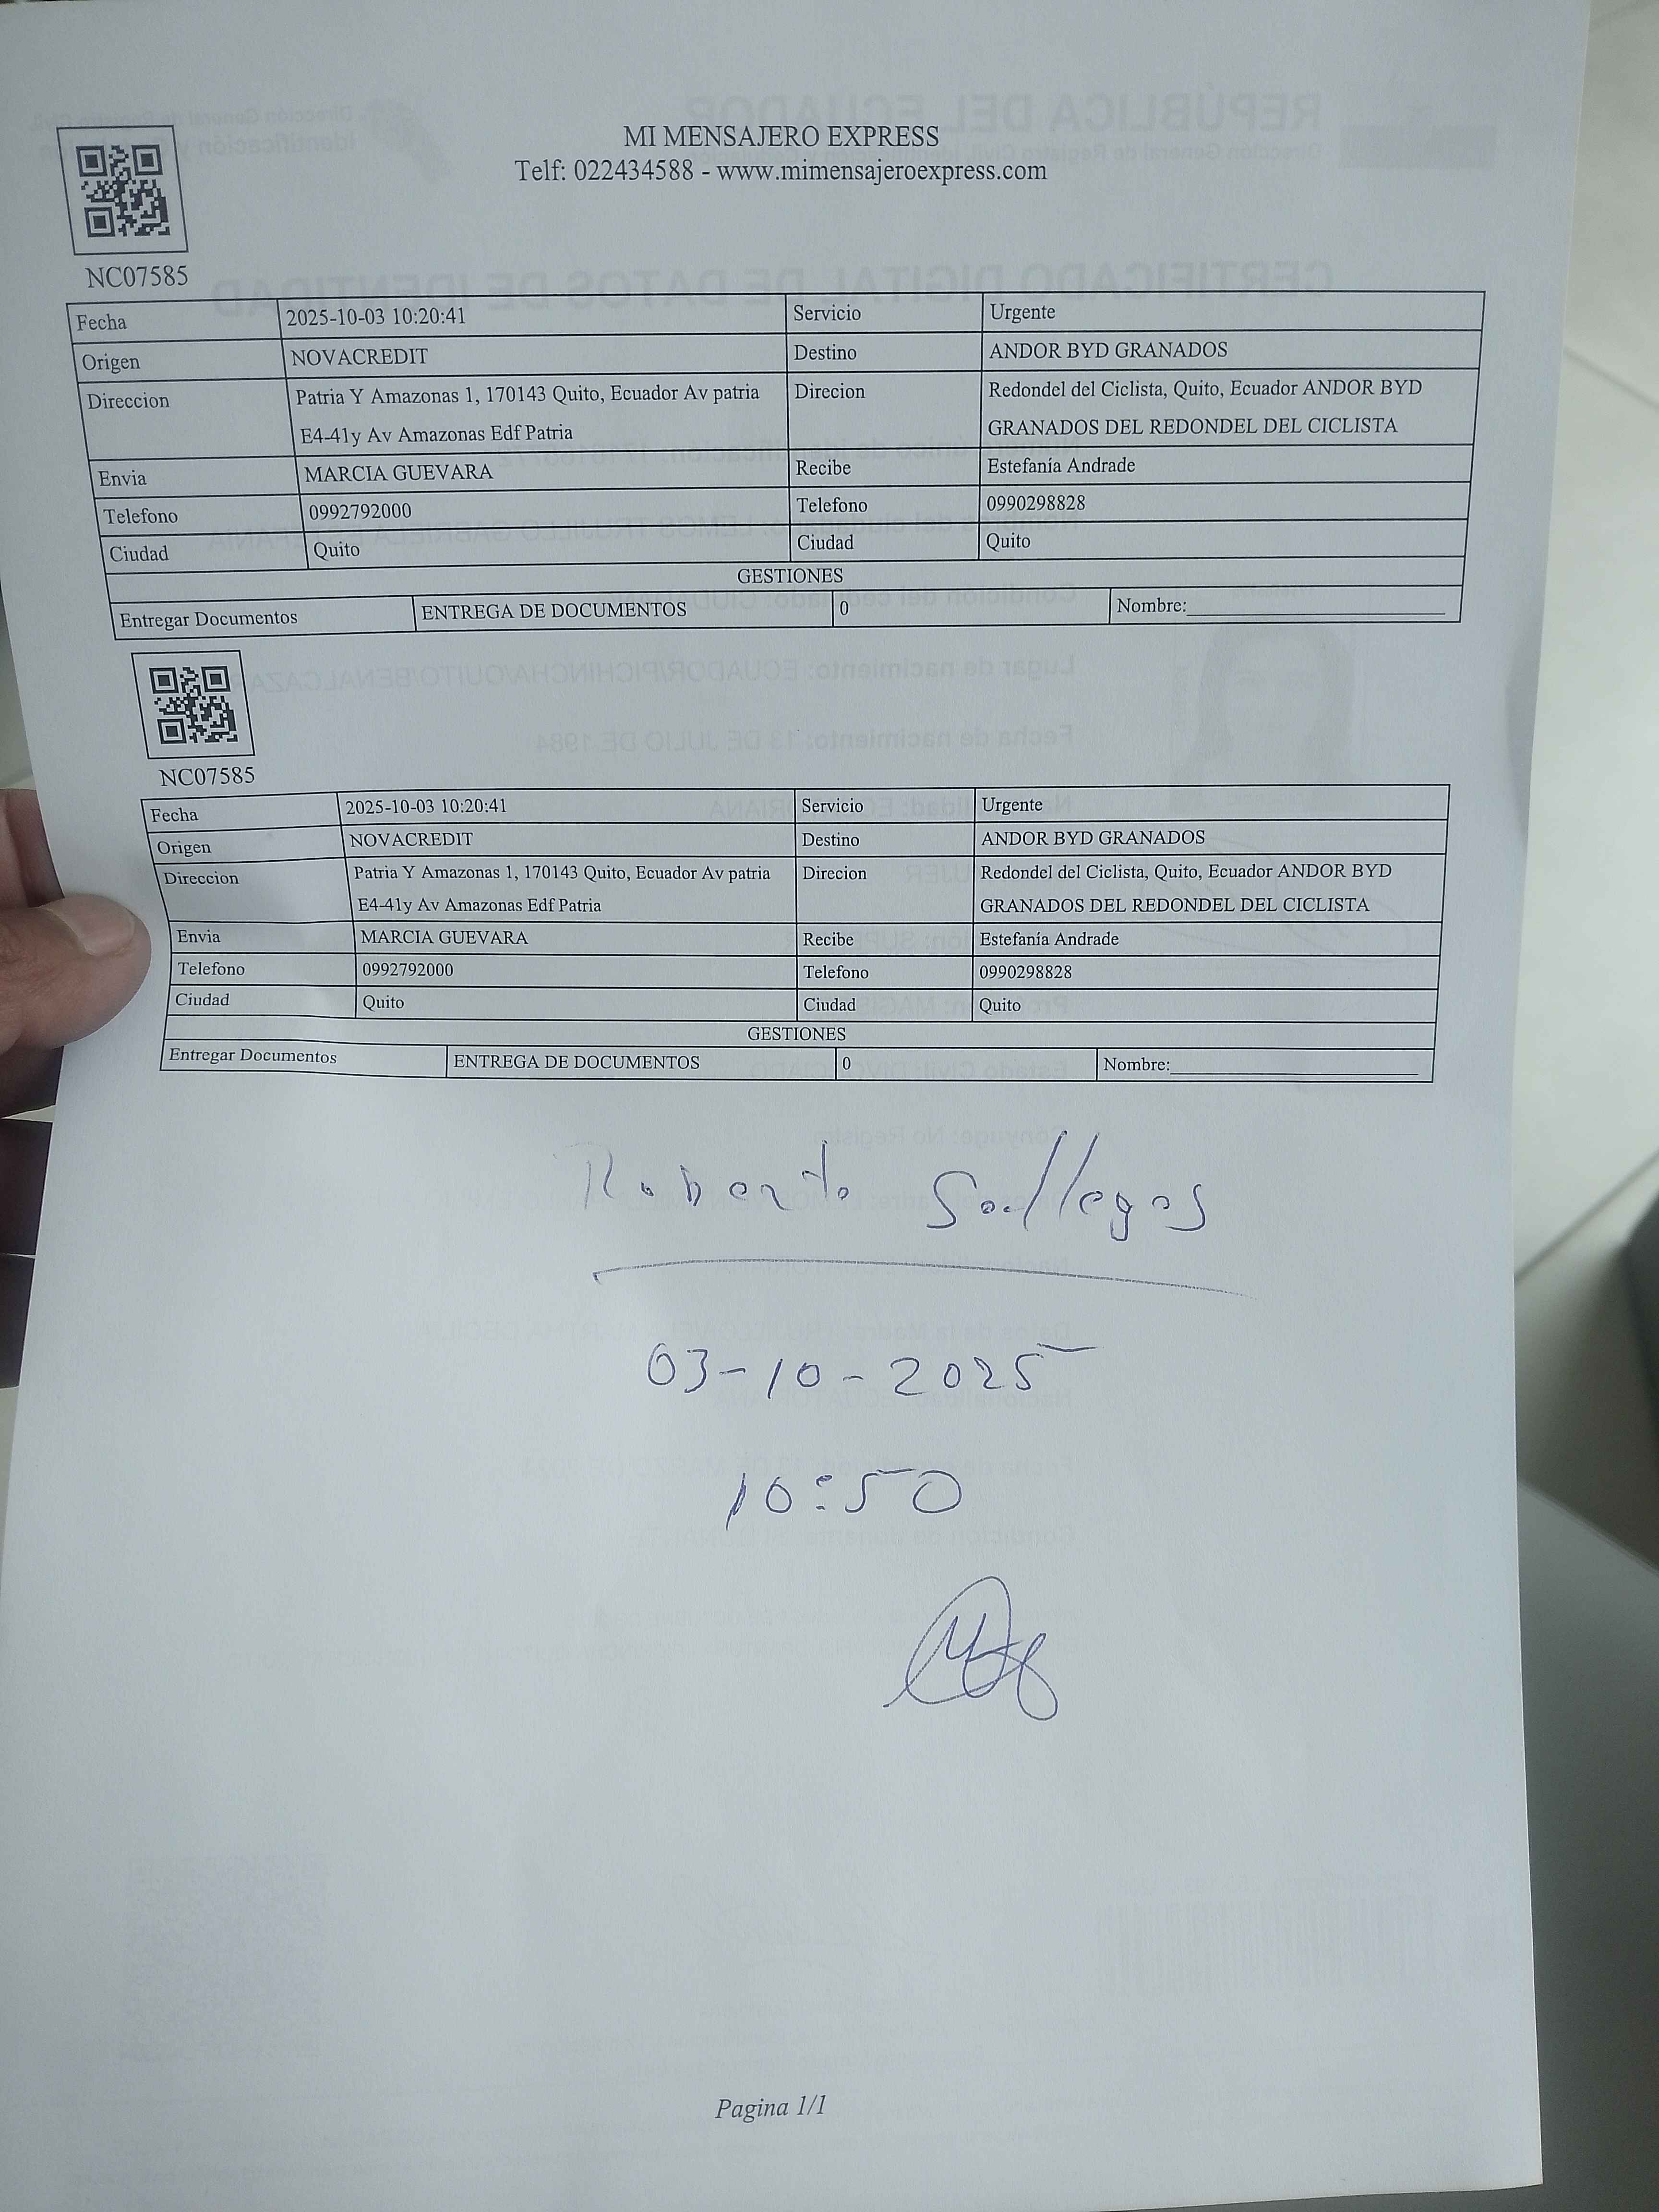 MI MENSAJERO EXPRESS
Telf: 022434588 - www.mimensajeroexpress.com
NC07585
Fecha 2025-10-03 10:20:41 Servicio Urgente
Origen NOVACREDIT Destino ANDOR BYD GRANADOS
Direccion Patria Y Amazonas 1, 170143 Quito, Ecuador Av patria Direcion Redondel del Ciclista, Quito, Ecuador ANDOR BYD
E4-41y Av Amazonas Edf Patria GRANADOS DEL REDONDEL DEL CICLISTA
Envia MARCIA GUEVARA Recibe Estefanía Andrade
Telefono 0992792000 Telefono 0990298828
Ciudad Quito Ciudad Quito
GESTIONES
Entregar Documentos ENTREGA DE DOCUMENTOS 0 Nombre:
NC07585
Fecha 2025-10-03 10:20:41 Servicio Urgente
Origen NOVACREDIT Destino ANDOR BYD GRANADOS
Direccion Patria Y Amazonas 1, 170143 Quito, Ecuador Av patria Direcion Redondel del Ciclista, Quito, Ecuador ANDOR BYD
E4-41y Av Amazonas Edf Patria GRANADOS DEL REDONDEL DEL CICLISTA
Envia MARCIA GUEVARA Recibe Estefanía Andrade
Telefono 0992792000 Telefono 0990298828
Ciudad Quito Ciudad Quito
GESTIONES
Entregar Documentos ENTREGA DE DOCUMENTOS 0 Nombre:
Roberto Gallegos
03-10-2025
10:50
Pagina 1/1